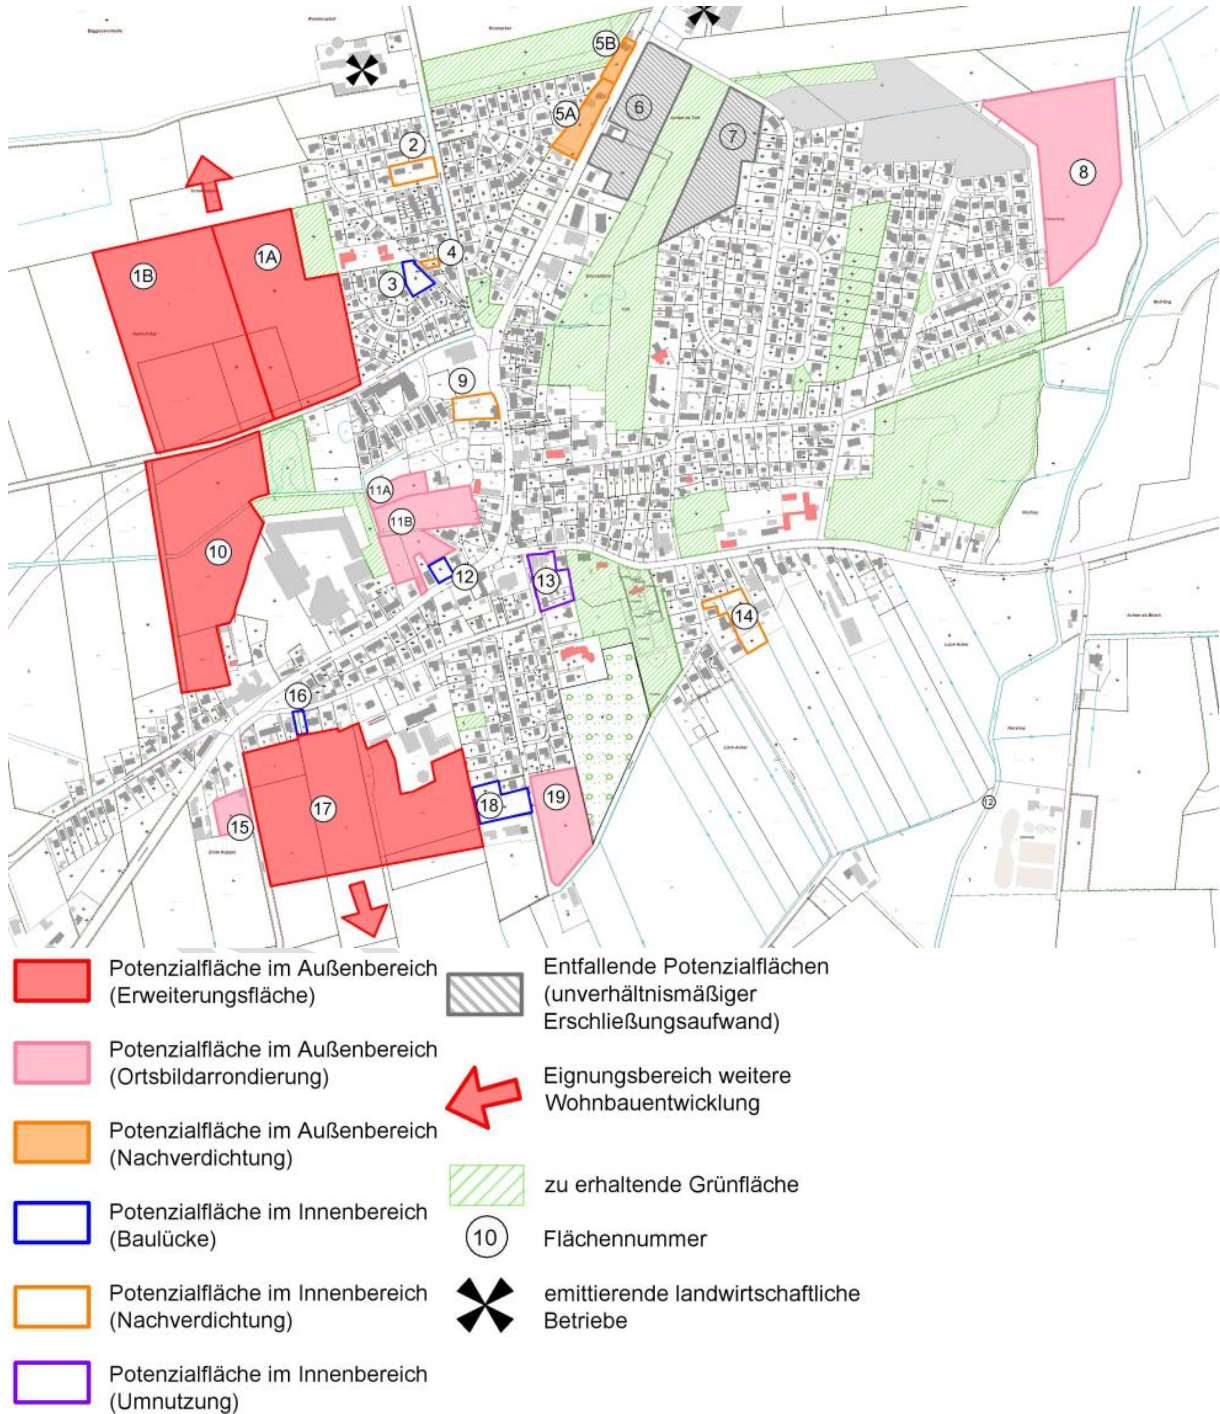 5B
5A
6
2
7
8
1A
4
1B
3
9
11A
11B
10
12
13
14
16
17
18
19
15
12
Potenzialfläche im Außenbereich
(Erweiterungsfläche)
Potenzialfläche im Außenbereich
(Ortsbildarrondierung)
Potenzialfläche im Außenbereich
(Nachverdichtung)
Potenzialfläche im Innenbereich
(Baulücke)
Potenzialfläche im Innenbereich
(Nachverdichtung)
Potenzialfläche im Innenbereich
(Umnutzung)
Entfallende Potenzialflächen
(unverhältnismäßiger
Erschließungsaufwand)
Eignungsbereich weitere
Wohnbauentwicklung
zu erhaltende Grünfläche
10
Flächennummer
emittierende landwirtschaftliche
Betriebe